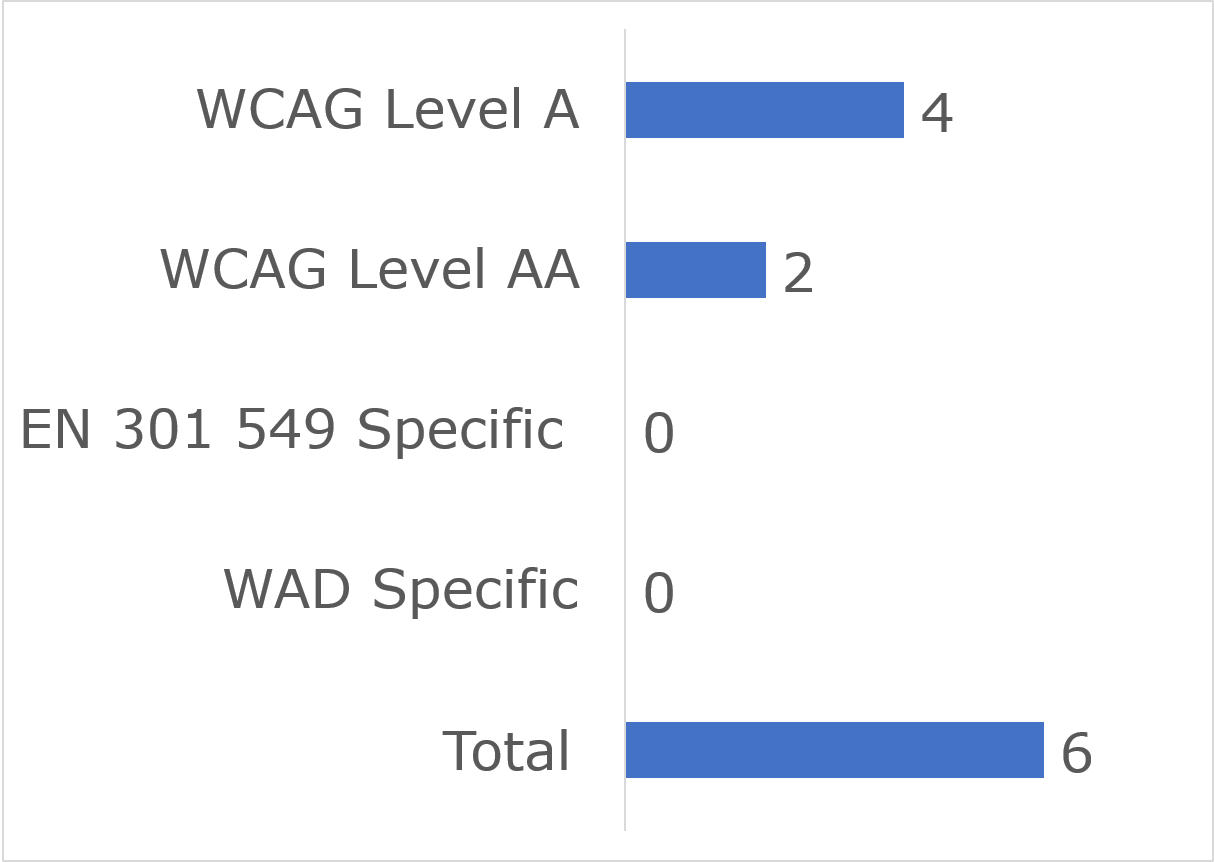 WCAG Level A 4
WCAG Level AA 2
EN 301 549 Specific 0
WAD Specific 0
Total 6